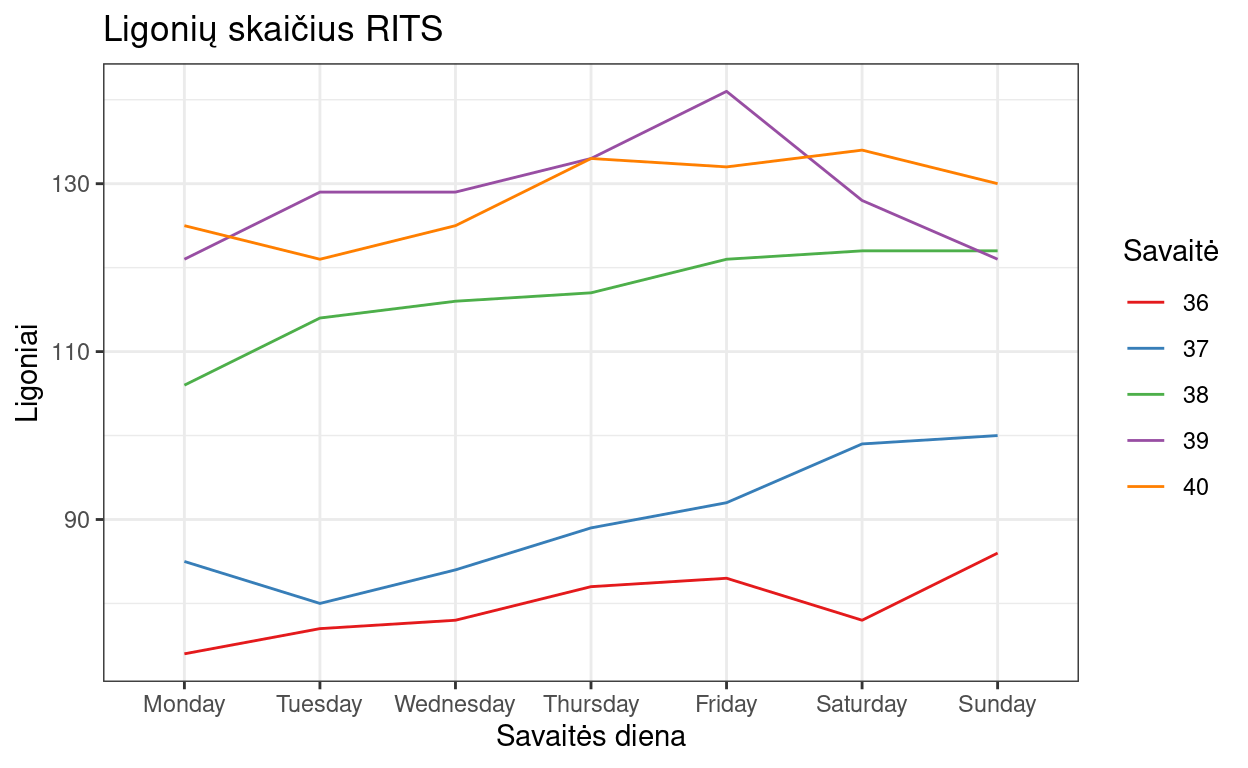 Ligonių skaičius RITS
Ligoniai
130
110
90
Monday Tuesday Wednesday Thursday Friday Saturday Sunday
Savaitės diena
Savaitė
36
37
38
39
40